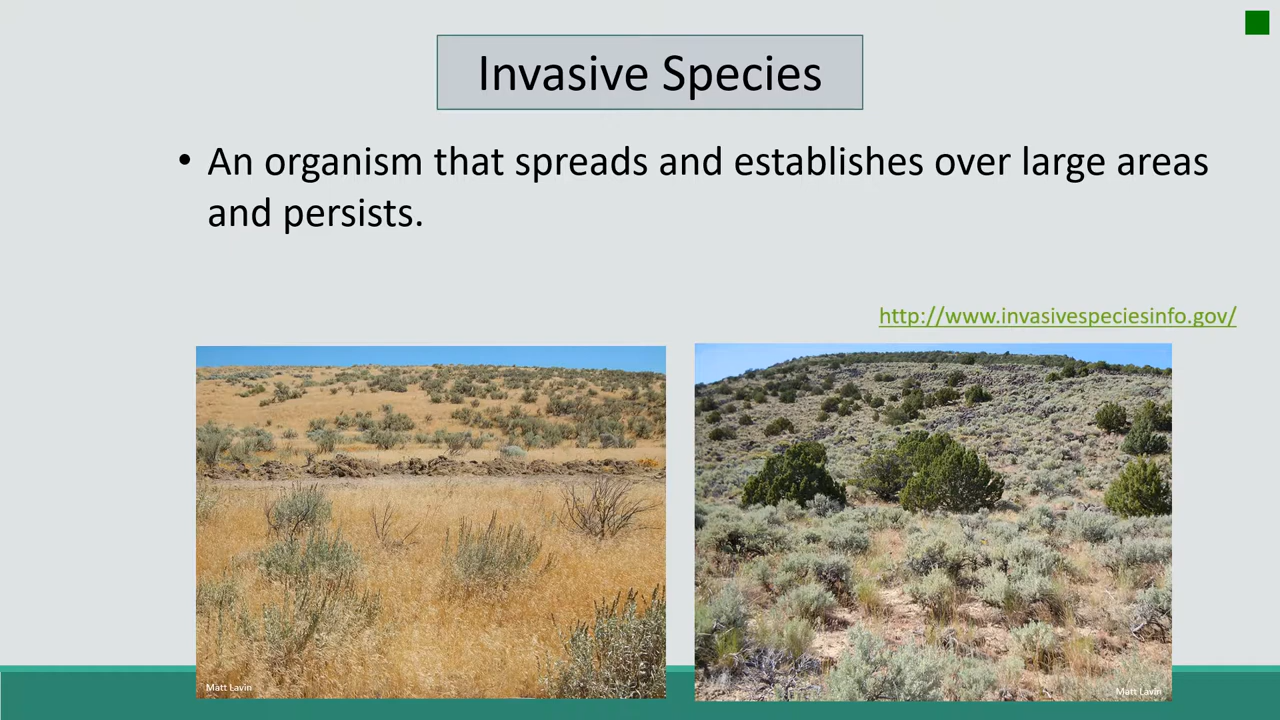 Invasive Species
• An organism that spreads and establishes over large areas
and persists.
http://www.invasivespeciesinfo.gov/
Matt Lavin
Matt Lavin